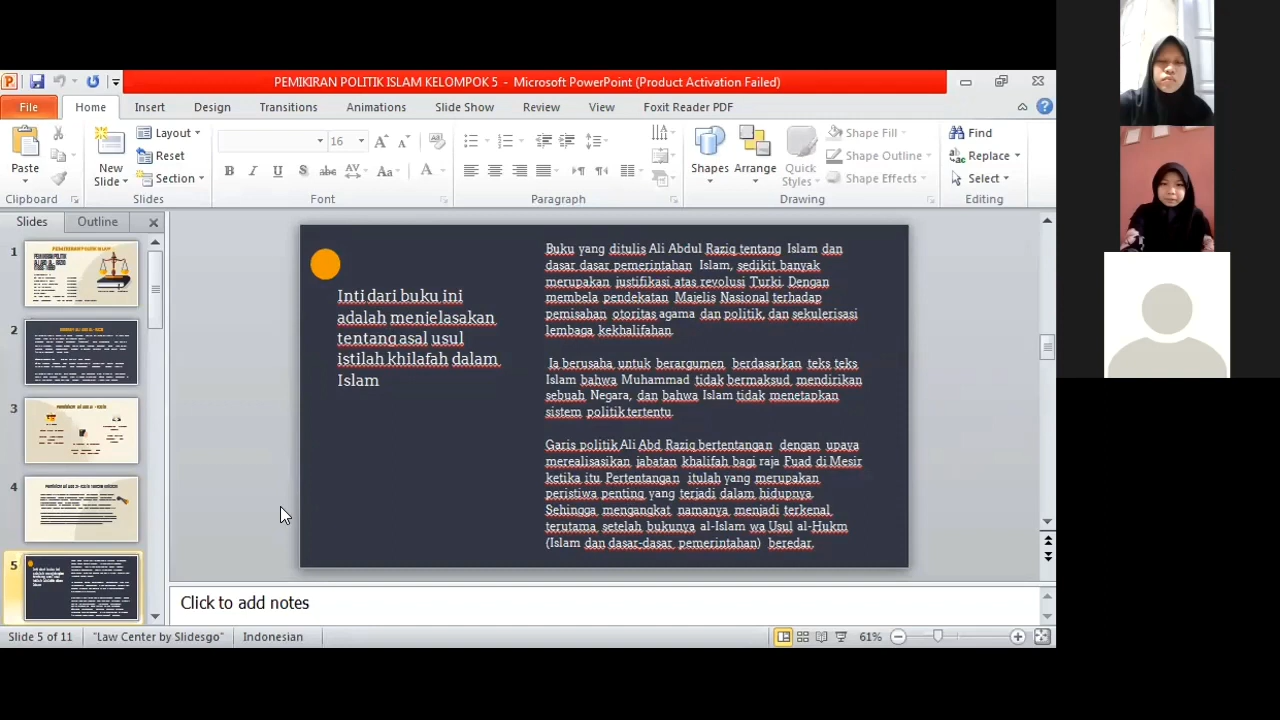 PEMIKIRAN POLITIK ISLAM KELOMPOK 5 - Microsoft PowerPoint (Product Activation Failed)
File Home Insert Design Transitions Animations Slide Show Review View Foxit Reader PDF
Paste
Clipboard
New Slide
Layout
Reset
Section
Slides
16
Font
Paragraph
Shapes
Arrange
Quick Styles
Shape Fill
Shape Outline
Shape Effects
Drawing
Find
Replace
Select
Editing
Slides Outline
1
2
3
4
5
Inti dari buku ini
adalah menjelasakan
tentang asal usul
istilah khilafah dalam
Islam
Buku yang ditulis Ali Abdul Raziq tentang Islam dan
dasar dasar pemerintahan Islam, sedikit banyak
merupakan justifikasi atas revolusi Turki. Dengan
membela pendekatan Majelis Nasional terhadap
pemisahan otoritas agama dan politik, dan sekulerisasi
lembaga kekhalifahan.
Ia berusaha untuk berargumen berdasarkan teks teks
Islam bahwa Muhammad tidak bermaksud mendirikan
sebuah Negara, dan bahwa Islam tidak menetapkan
sistem politik tertentu.
Garis politik Ali Abd Raziq bertentangan dengan upaya
merealisasikan jabatan khalifah bagi raja Fuad di Mesir
ketika itu. Pertentangan itulah yang merupakan
peristiwa penting yang terjadi dalam hidupnya.
Sehingga mengangkat namanya menjadi terkenal,
terutama setelah bukunya al-Islam wa Usul al-Hukm
(Islam dan dasar-dasar pemerintahan) beredar.
Click to add notes
Slide 5 of 11 "Law Center by Slidesgo" Indonesian 61%